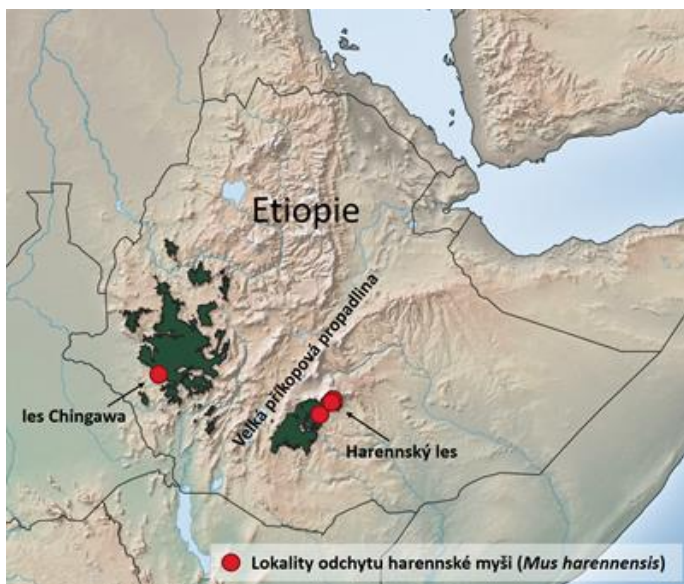 Etiopie
Velká příkopová propadlina
les Chingawa
Harennský les
Lokality odchytu harennské myši (Mus harennensis)